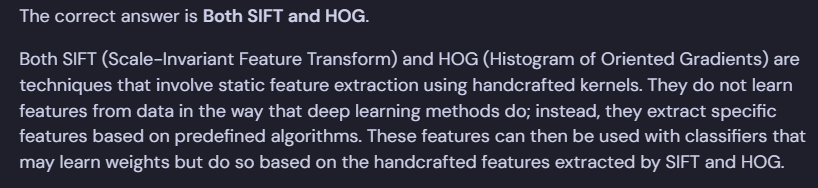 The correct answer is Both SIFT and HOG.
Both SIFT (Scale-Invariant Feature Transform) and HOG (Histogram of Oriented Gradients) are
techniques that involve static feature extraction using handcrafted kernels. They do not learn
features from data in the way that deep learning methods do; instead, they extract specific
features based on predefined algorithms. These features can then be used with classifiers that
may learn weights but do so based on the handcrafted features extracted by SIFT and HOG.